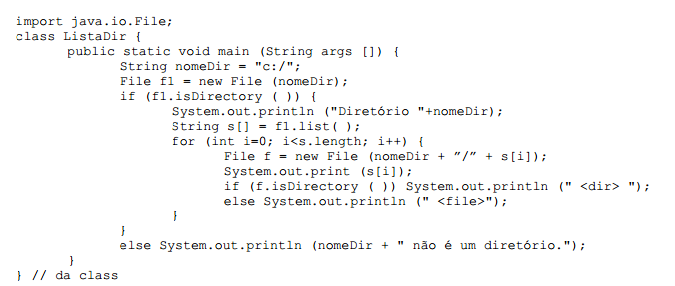 import java.io.File;
class ListaDir {
public static void main (String args []) {
String nomeDir = "c:/";
File f1 = new File (nomeDir);
if (f1.isDirectory ( )) {
System.out.println ("Diretório "+nomeDir);
String s[] = f1.list( );
for (int i=0; i<s.length; i++) {
File f = new File (nomeDir + ”/” + s[i]);
System.out.print (s[i]);
if (f.isDirectory ( )) System.out.println (" <dir> ");
else System.out.println (" <file>");
}
}
else System.out.println (nomeDir + " não é um diretório.");
}
} // da class